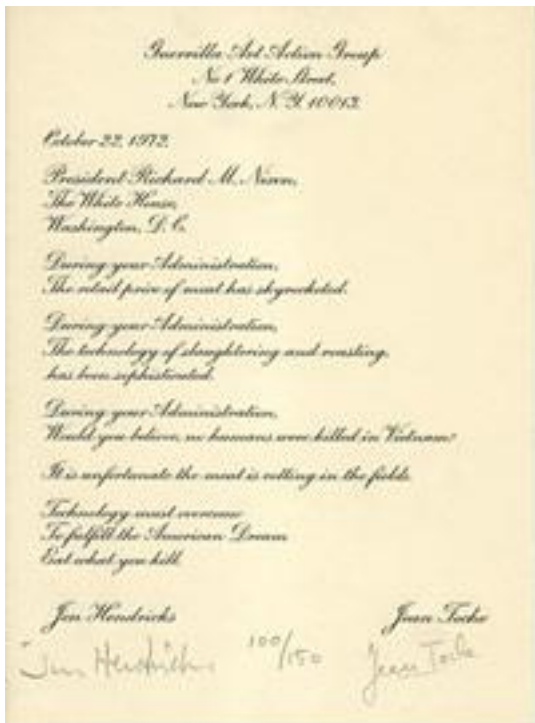 Guerrilla Art Action Group
No 1 White Street,
New York, N. Y. 10013.
October 22, 1972.
President Richard M. Nixon,
The White House,
Washington, D. C.
During your Administration,
The retail price of meat has skyrocketed.
During your Administration,
The technology of slaughtering and roasting,
has been sophisticated.
During your Administration,
Would you believe, no humans were killed in Vietnam?
It is unfortunate the meat is rotting in the fields.
Technology must overcome
To fulfill the American Dream
Eat what you kill.
Jon Hendricks Jean Toche
Jon Hendricks 100/150 Jean Toche